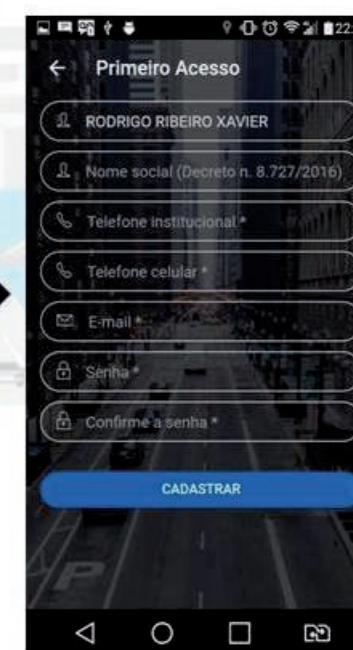 22:
Primeiro Acesso
RODRIGO RIBEIRO XAVIER
Nome social (Decreto n. 8.727/2016)
Telefone institucional *
Telefone celular *
E-mail *
Senha *
Confirme a senha *
CADASTRAR